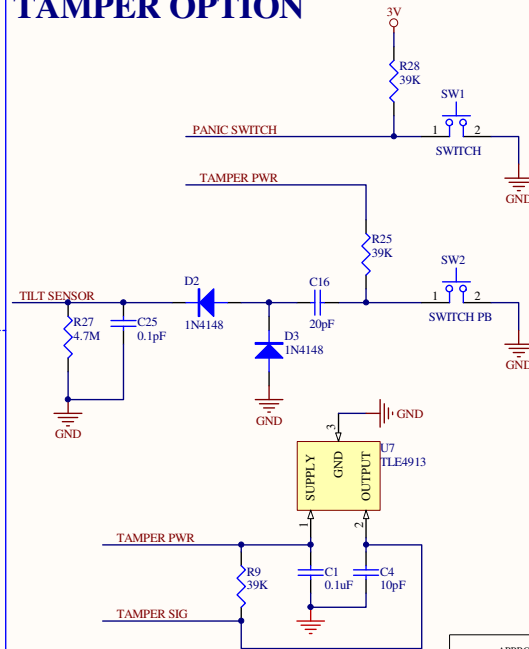 TAMPER OPTION
3V
R28
39K
SW1
PANIC SWITCH
1 2
SWITCH
GND
TAMPER PWR
R25
39K
SW2
D2
C16
TILT SENSOR
1 2
1N4148
20pF
SWITCH PB
R27
4.7M
C25
0.1pF
D3
1N4148
GND
GND
GND
3
GND
U7
TLE4913
SUPPLY
GND
OUTPUT
1
2
TAMPER PWR
R9
39K
C1
0.1uF
C4
10pF
TAMPER SIG